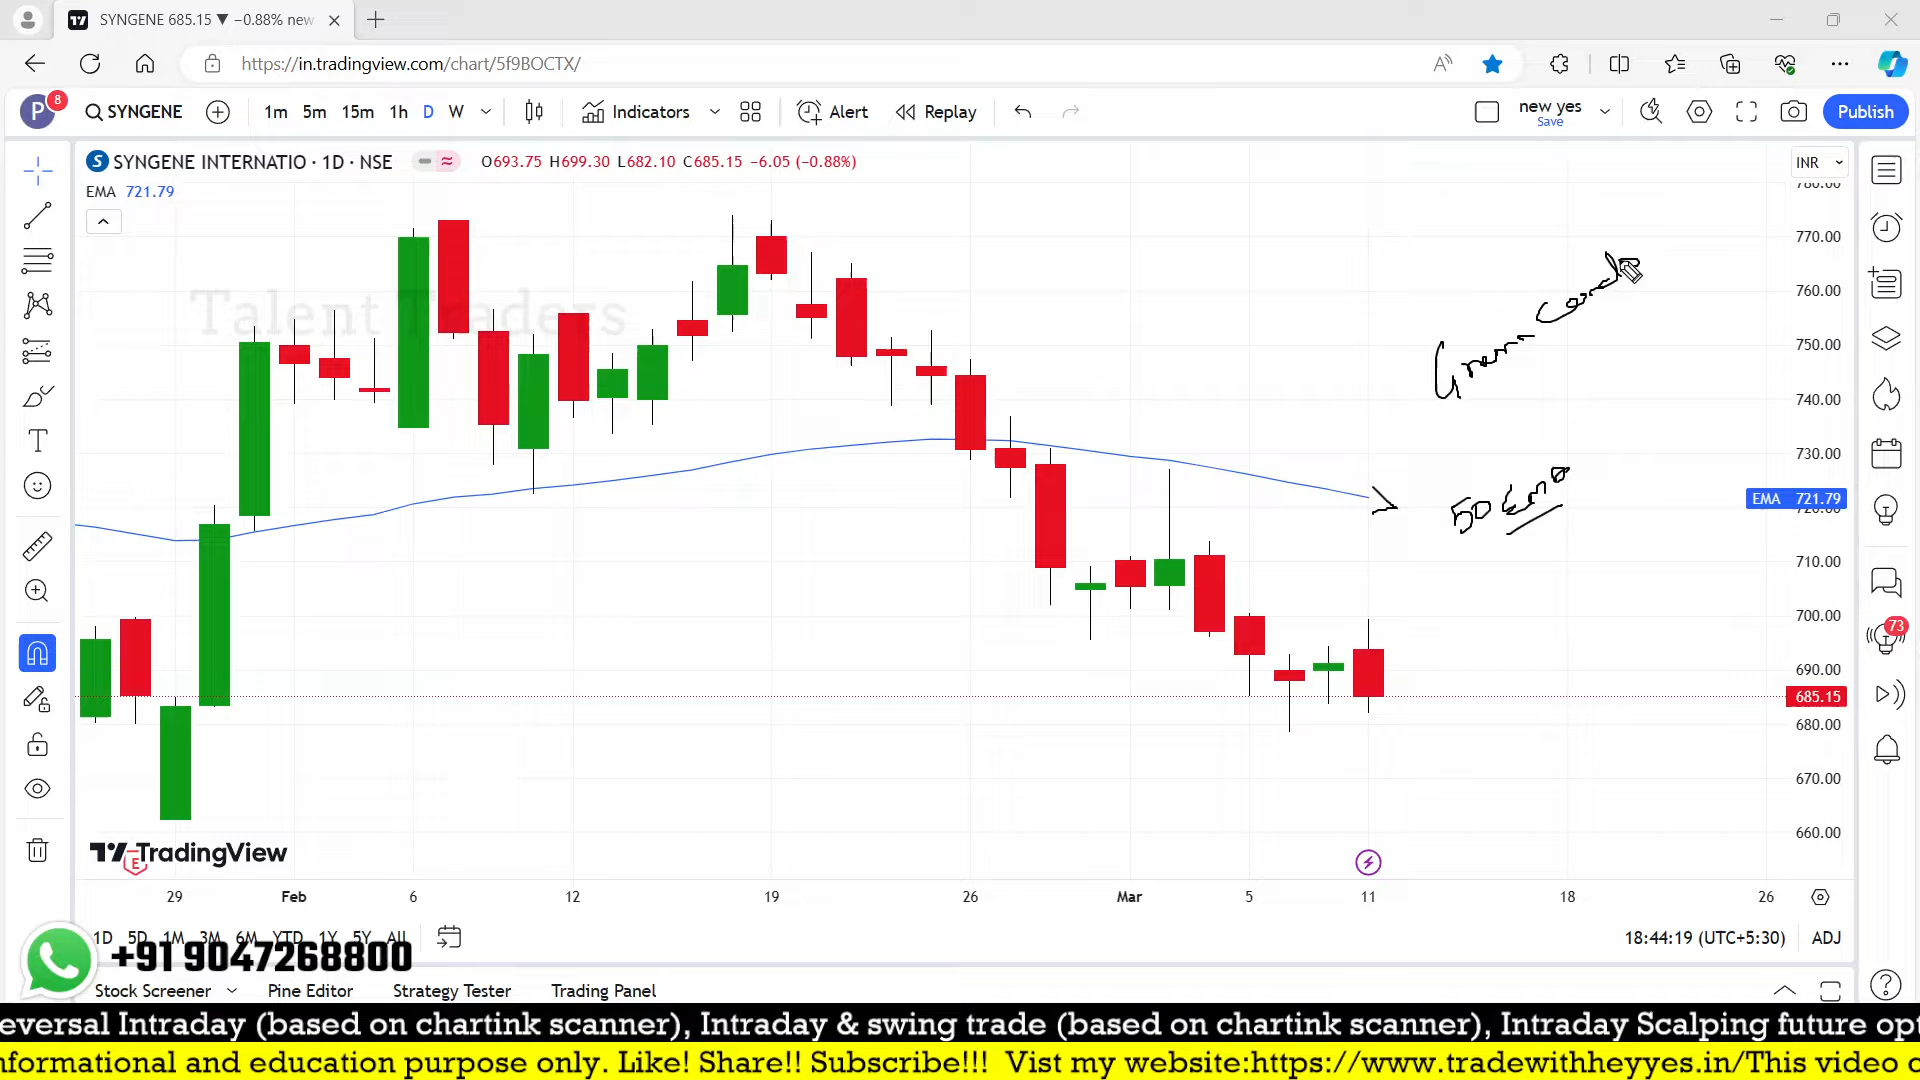 SYNGENE 685.15 ▼ −0.88% new
https://in.tradingview.com/chart/5f9BOCTX/
P 8 SYNGENE 1m 5m 15m 1h D W Indicators Alert Replay new yes Save Publish
SYNGENE INTERNATIO · 1D · NSE O693.75 H699.30 L682.10 C685.15 −6.05 (−0.88%) INR
EMA 721.79
780.00
770.00
760.00
Talent Traders
750.00
740.00
730.00
Green Candle
50 Ema
EMA 721.79
720.00
710.00
700.00
73
690.00
685.15
680.00
670.00
660.00
TradingView
E
29 Feb 6 12 19 26 Mar 5 11 18 26
1D 5D 1M 3M 6M YTD 1Y 5Y All 18:44:19 (UTC+5:30) ADJ
+91 9047268800
Stock Screener Pine Editor Strategy Tester Trading Panel
eversal Intraday (based on chartink scanner), Intraday & swing trade (based on chartink scanner), Intraday Scalping future opt
nformational and education purpose only. Like! Share!! Subscribe!!! Vist my website:https://www.tradewithheyyes.in/This video c